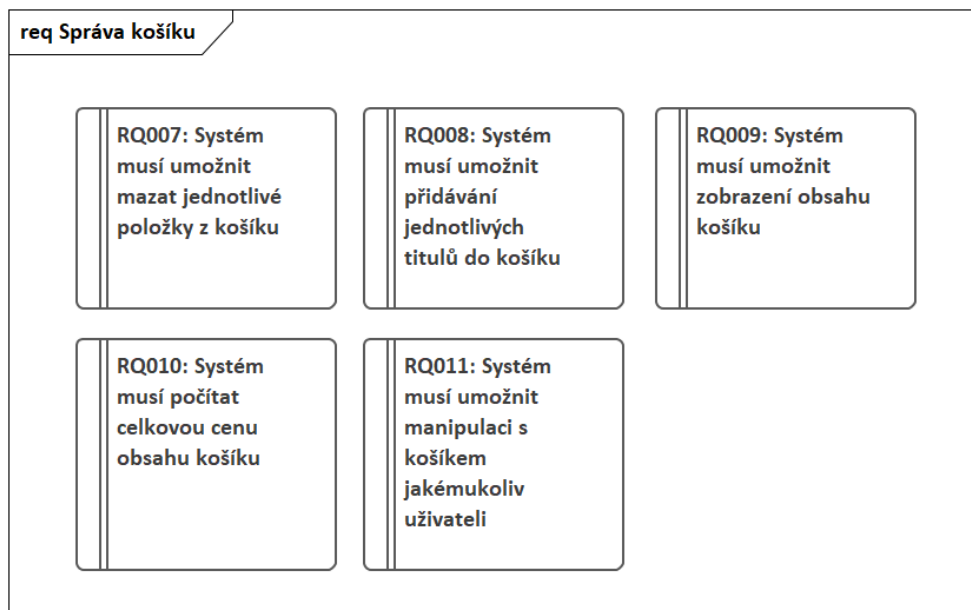 req Správa košíku
RQ007: Systém
musí umožnit
mazat jednotlivé
položky z košíku
RQ008: Systém
musí umožnit
přidávání
jednotlivých
titulů do košíku
RQ009: Systém
musí umožnit
zobrazení obsahu
košíku
RQ010: Systém
musí počítat
celkovou cenu
obsahu košíku
RQ011: Systém
musí umožnit
manipulaci s
košíkem
jakémukoliv
uživateli